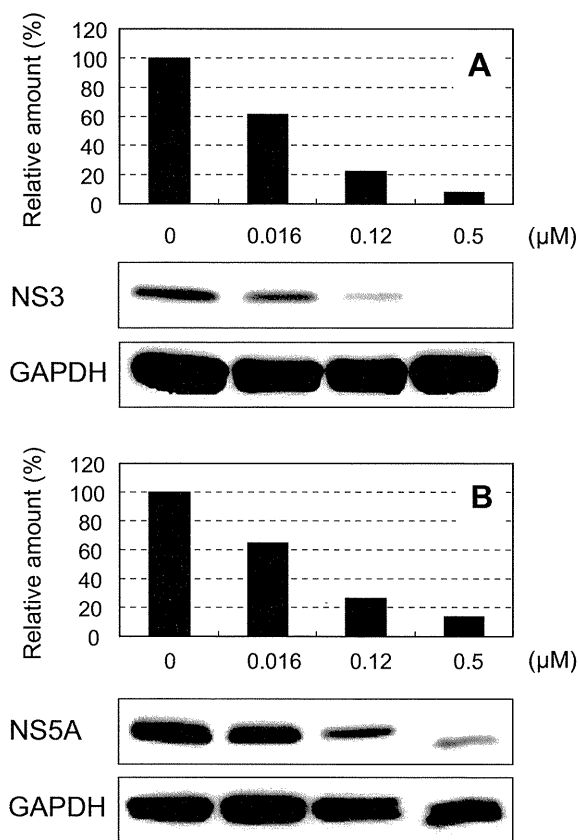 Relative amount (%)
120
100
80
60
40
20
0
A
0 0.016 0.12 0.5 (µM)
NS3
GAPDH
Relative amount (%)
120
100
80
60
40
20
0
B
0 0.016 0.12 0.5 (µM)
NS5A
GAPDH